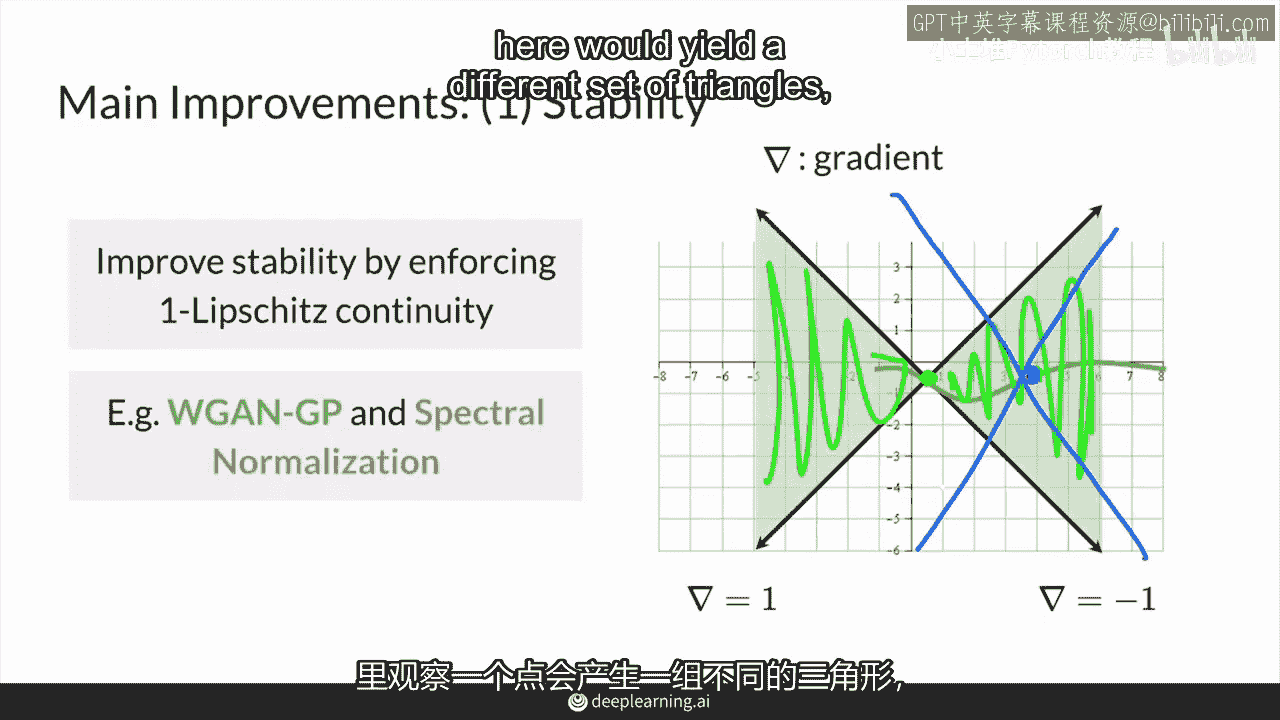 GPT中英字幕课程资源@bilibili.com
小土堆Pytorch教程 bilibili
here would yield a
different set of triangles,
Main Improvements: (1) Stability
∇ : gradient
Improve stability by enforcing
1-Lipschitz continuity
E.g. WGAN-GP and Spectral
Normalization
3
2
1
-8 -7 -6 -5 -2 1 6 7 8
-1
-2
-3
-4
-5
-6
∇ = 1
∇ = −1
里观察一个点会产生一组不同的三角形，
deeplearning.ai